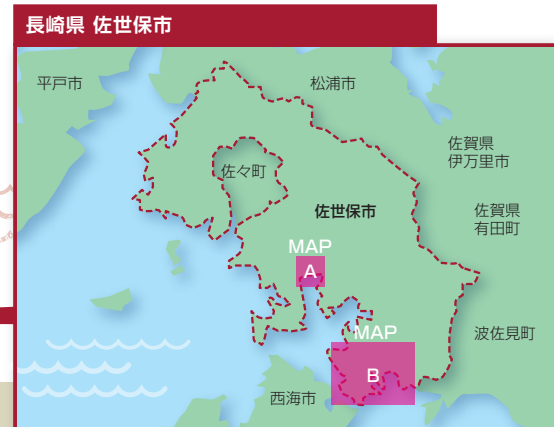 長崎県 佐世保市
平戸市
松浦市
佐賀県
伊万里市
佐々町
佐世保市
佐賀県
有田町
MAP
A
MAP
B
波佐見町
西海市